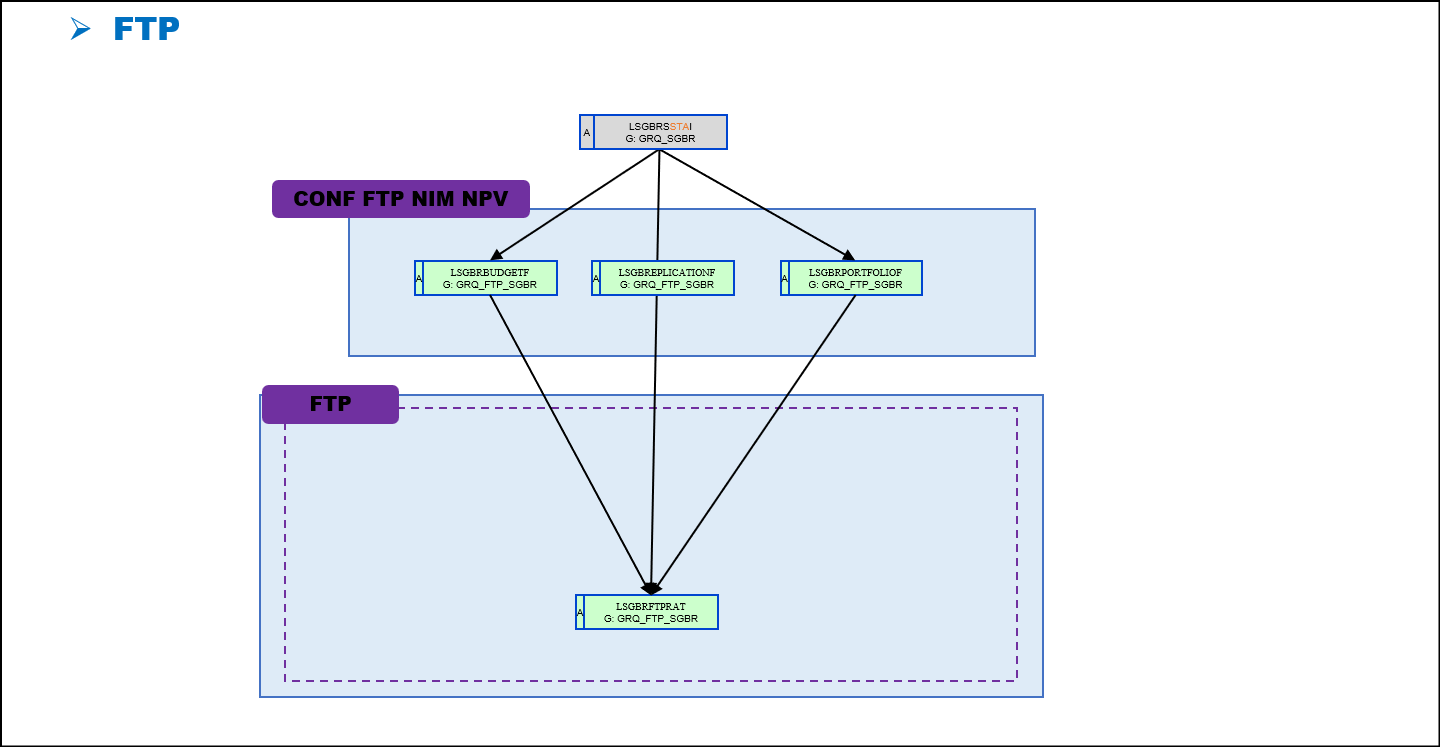 FTP
A
LSGBRSSTAI
G: GRQ_SGBR
CONF FTP NIM NPV
A
LSGBRBUDGETF
G: GRQ_FTP_SGBR
A
LSGBREPLICATIONF
G: GRQ_FTP_SGBR
A
LSGBRPORTFOLIOF
G: GRQ_FTP_SGBR
FTP
A
LSGBRFTPRAT
G: GRQ_FTP_SGBR